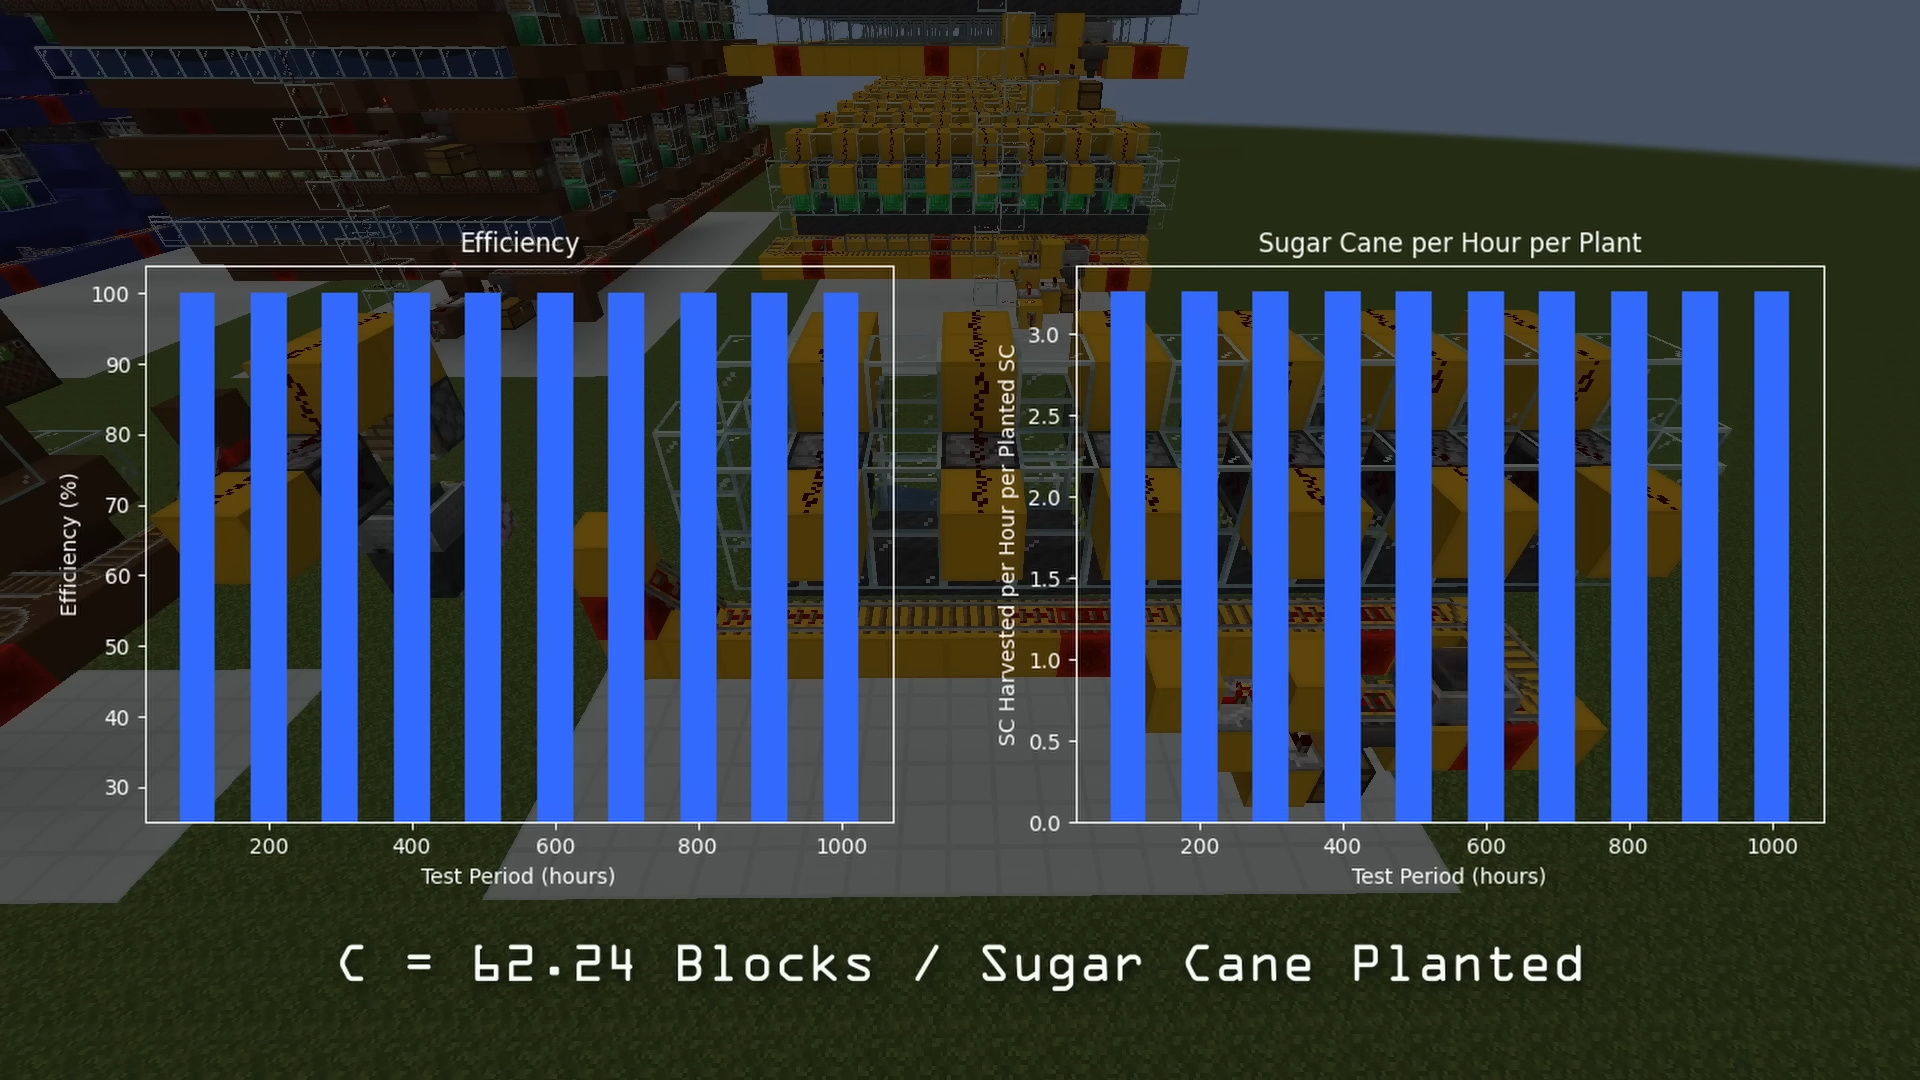 Efficiency
100
90
80
70
60
50
40
30
Efficiency (%)
200 400 600 800 1000
Test Period (hours)
Sugar Cane per Hour per Plant
3.0
2.5
2.0
1.5
1.0
0.5
0.0
SC Harvested per Hour per Planted SC
200 400 600 800 1000
Test Period (hours)
C = 62.24 Blocks / Sugar Cane Planted